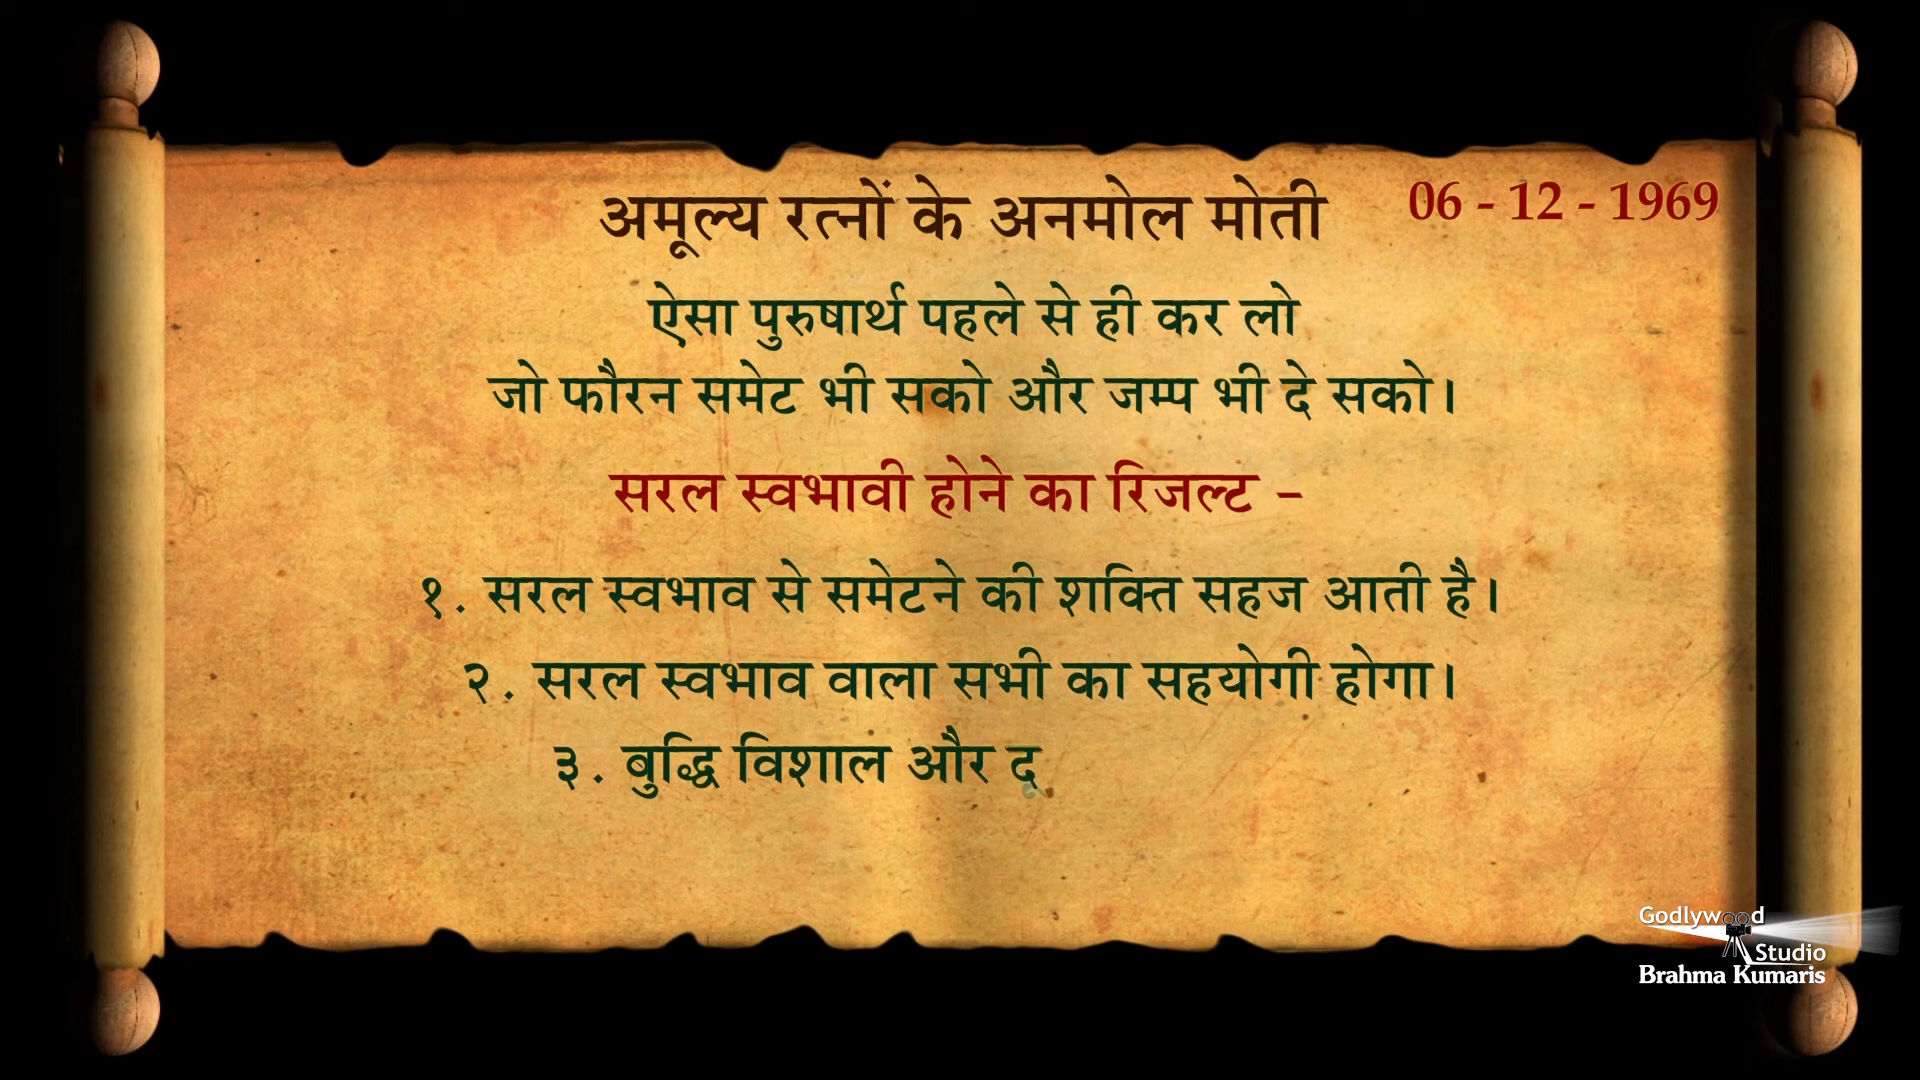 अमूल्य रत्नों के अनमोल मोती
06 - 12 - 1969
ऐसा पुरुषार्थ पहले से ही कर लो
जो फौरन समेट भी सको और जम्प भी दे सको।
सरल स्वभावी होने का रिजल्ट –
१. सरल स्वभाव से समेटने की शक्ति सहज आती है।
२. सरल स्वभाव वाला सभी का सहयोगी होगा।
३. बुद्धि विशाल और दू
Godlywood
Studio
Brahma Kumaris